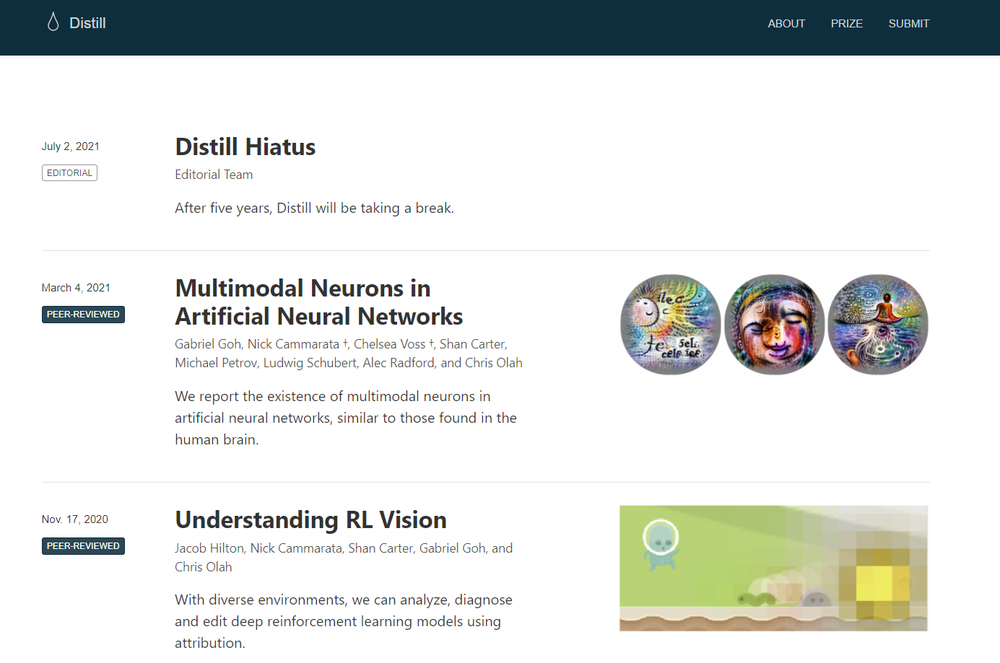 Distill
ABOUT PRIZE SUBMIT
July 2, 2021
EDITORIAL
Distill Hiatus
Editorial Team
After five years, Distill will be taking a break.
March 4, 2021
PEER-REVIEWED
Multimodal Neurons in
Artificial Neural Networks
Gabriel Goh, Nick Cammarata †, Chelsea Voss †, Shan Carter,
Michael Petrov, Ludwig Schubert, Alec Radford, and Chris Olah
We report the existence of multimodal neurons in
artificial neural networks, similar to those found in the
human brain.
Nov. 17, 2020
PEER-REVIEWED
Understanding RL Vision
Jacob Hilton, Nick Cammarata, Shan Carter, Gabriel Goh, and
Chris Olah
With diverse environments, we can analyze, diagnose
and edit deep reinforcement learning models using
attribution.